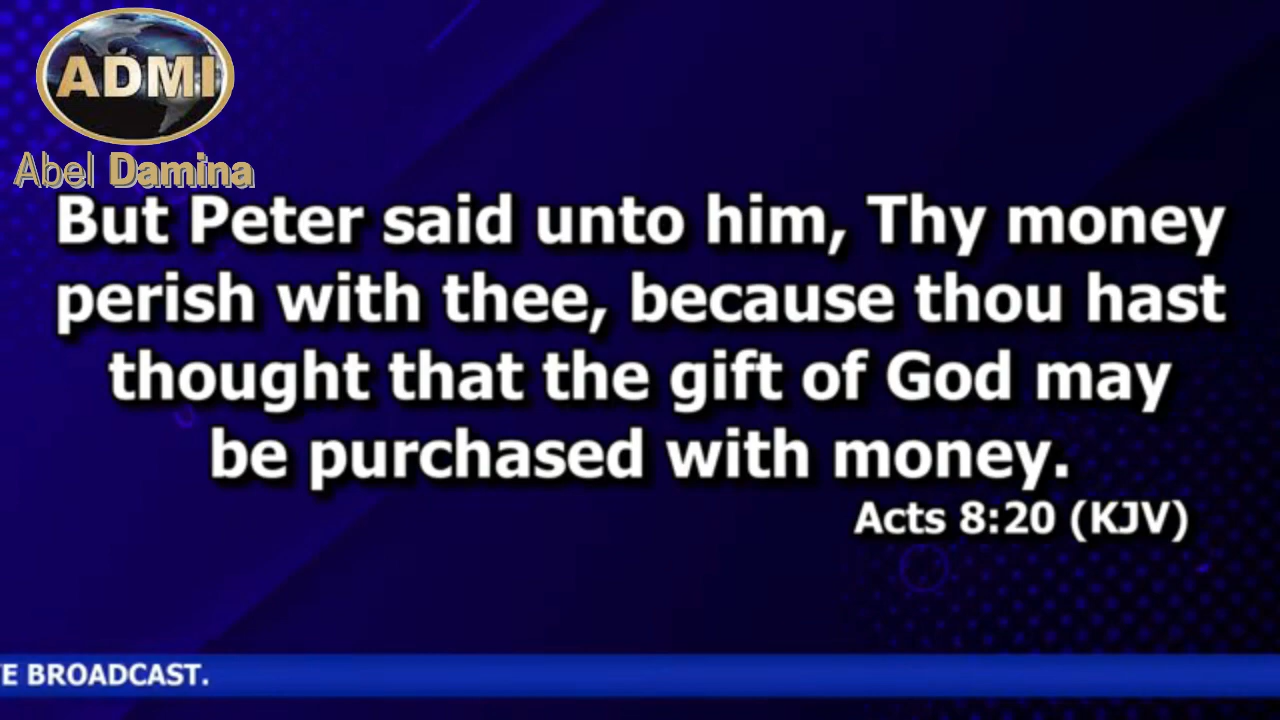 ADMI
Abel Damina
But Peter said unto him, Thy money
perish with thee, because thou hast
thought that the gift of God may
be purchased with money.
Acts 8:20 (KJV)
E BROADCAST.